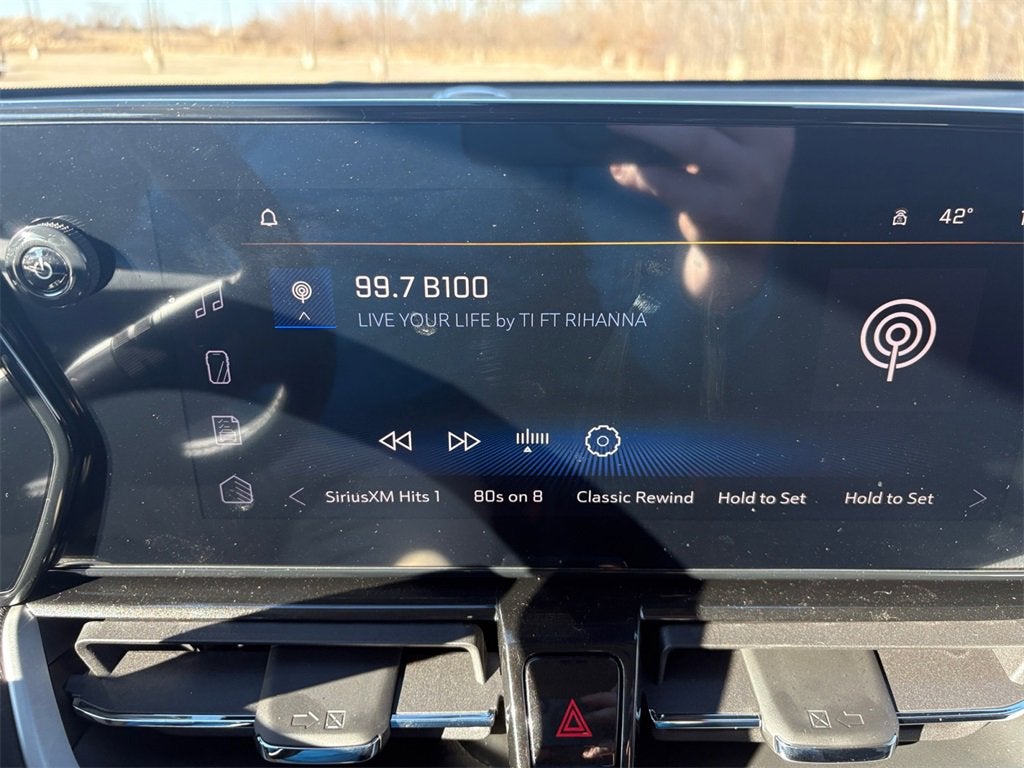 42°
99.7 B100
LIVE YOUR LIFE by TI FT RIHANNA
SiriusXM Hits 1 80s on 8 Classic Rewind Hold to Set Hold to Set